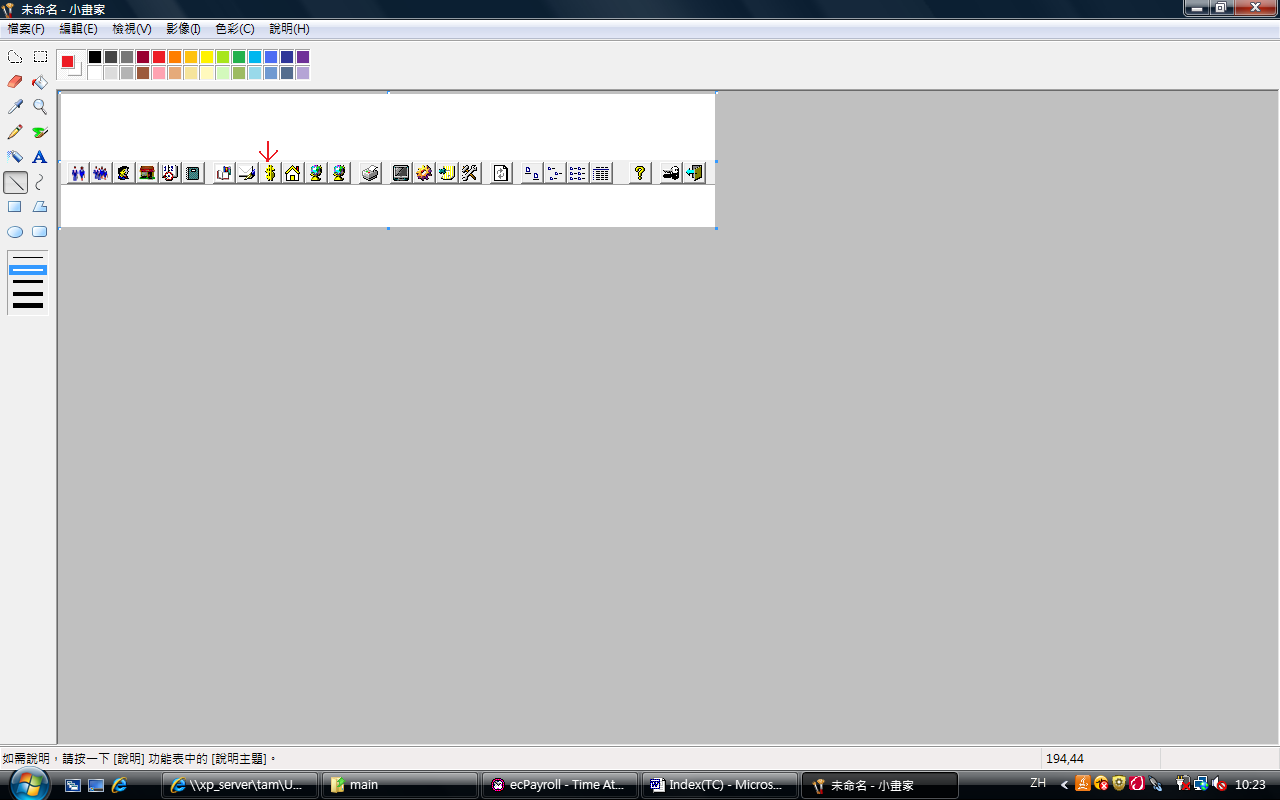 未命名 - 小畫家
檔案(F) 編輯(E) 檢視(V) 影像(I) 色彩(C) 說明(H)
如需說明，請按一下 [說明] 功能表中的 [說明主題]。
194,44
\\xp_server\tam\U... main ecPayroll - Time At... Index(TC) - Micros... 未命名 - 小畫家 ZH 10:23